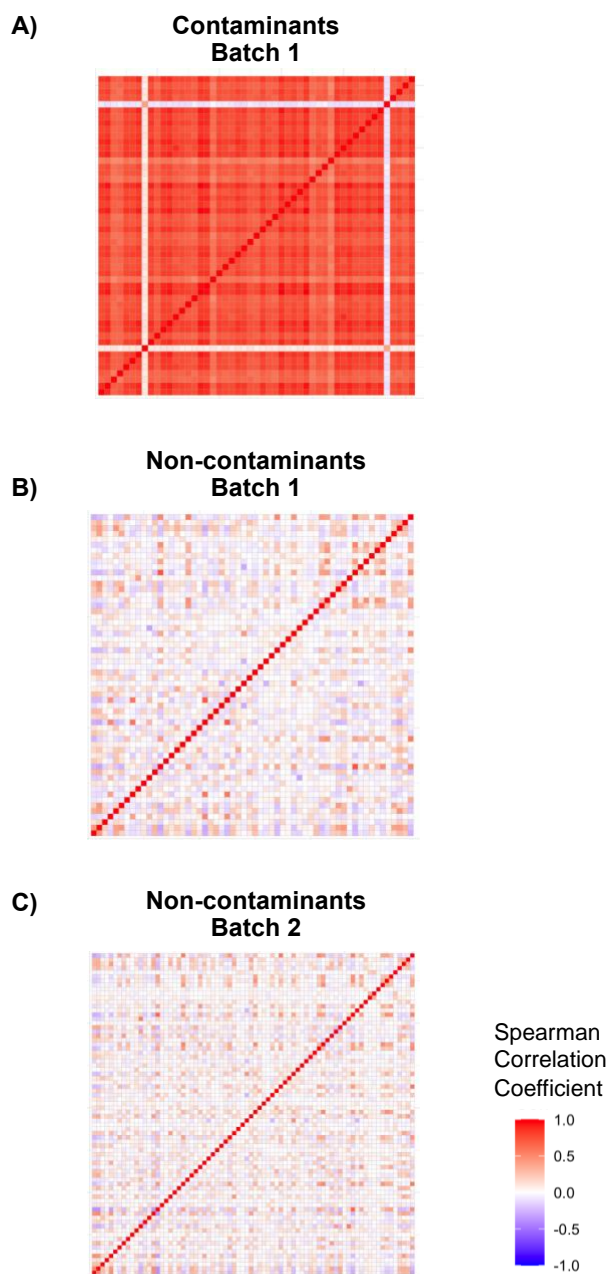 A)
Contaminants
Batch 1
B)
Non-contaminants
Batch 1
C)
Non-contaminants
Batch 2
Spearman
Correlation
Coefficient
1.0
0.5
0.0
-0.5
-1.0